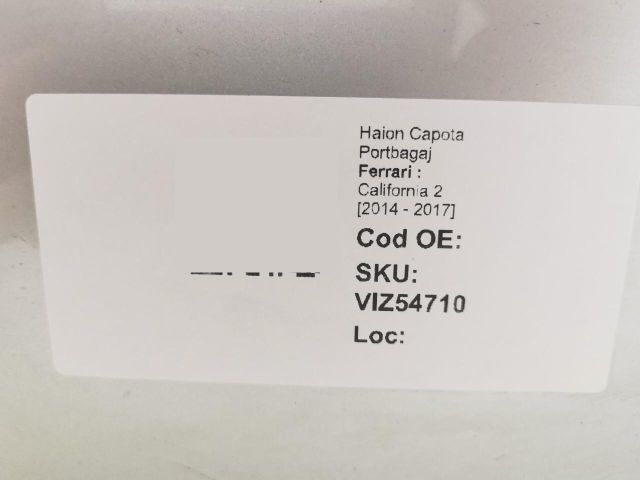 Haion Capota
Portbagaj
Ferrari :
California 2
[2014 - 2017]
Cod OE:
SKU:
VIZ54710
Loc: